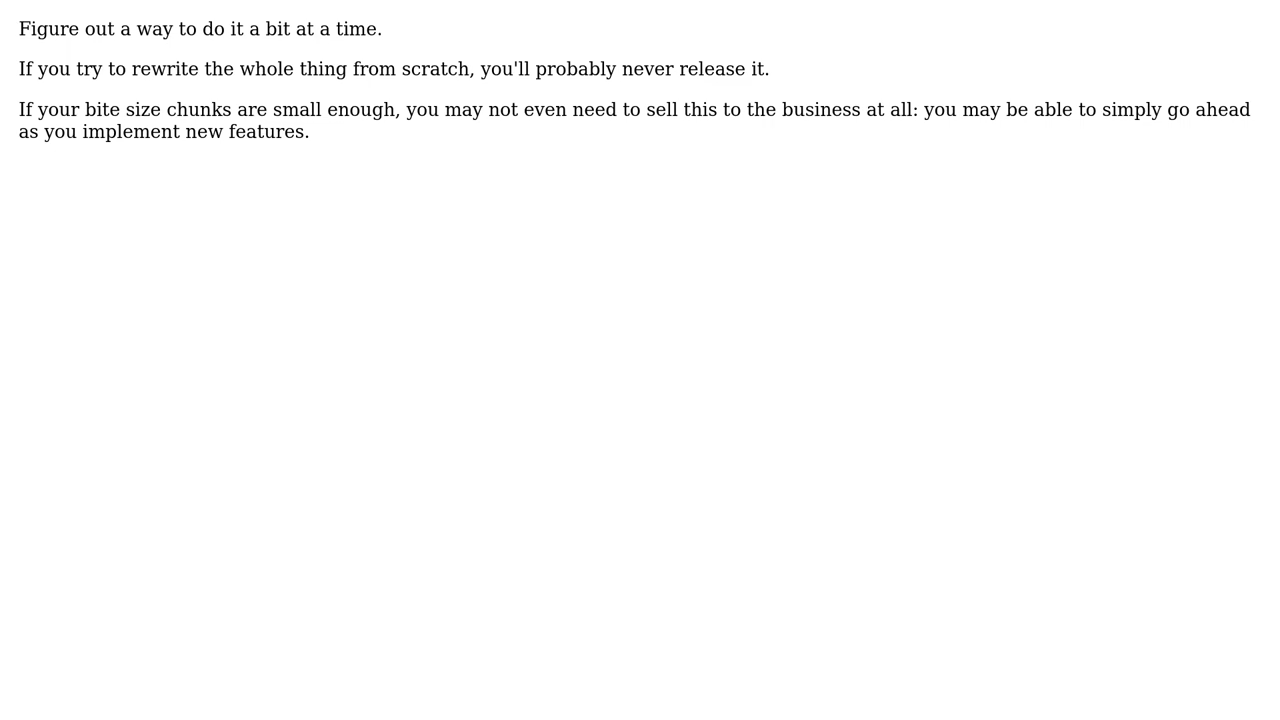 Figure out a way to do it a bit at a time.
If you try to rewrite the whole thing from scratch, you'll probably never release it.
If your bite size chunks are small enough, you may not even need to sell this to the business at all: you may be able to simply go ahead
as you implement new features.